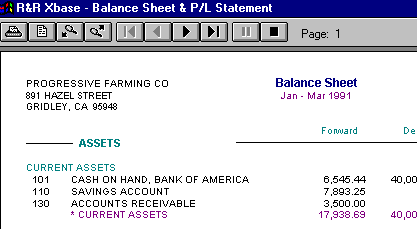 R&R Xbase - Balance Sheet & P/L Statement
Page: 1
PROGRESSIVE FARMING CO
891 HAZEL STREET
GRIDLEY, CA 95948
Balance Sheet
Jan - Mar 1991
Forward De
ASSETS
CURRENT ASSETS
101 CASH ON HAND, BANK OF AMERICA 6,545.44 40,00
110 SAVINGS ACCOUNT 7,893.25
130 ACCOUNTS RECEIVABLE 3,500.00
* CURRENT ASSETS 17,938.69 40,00